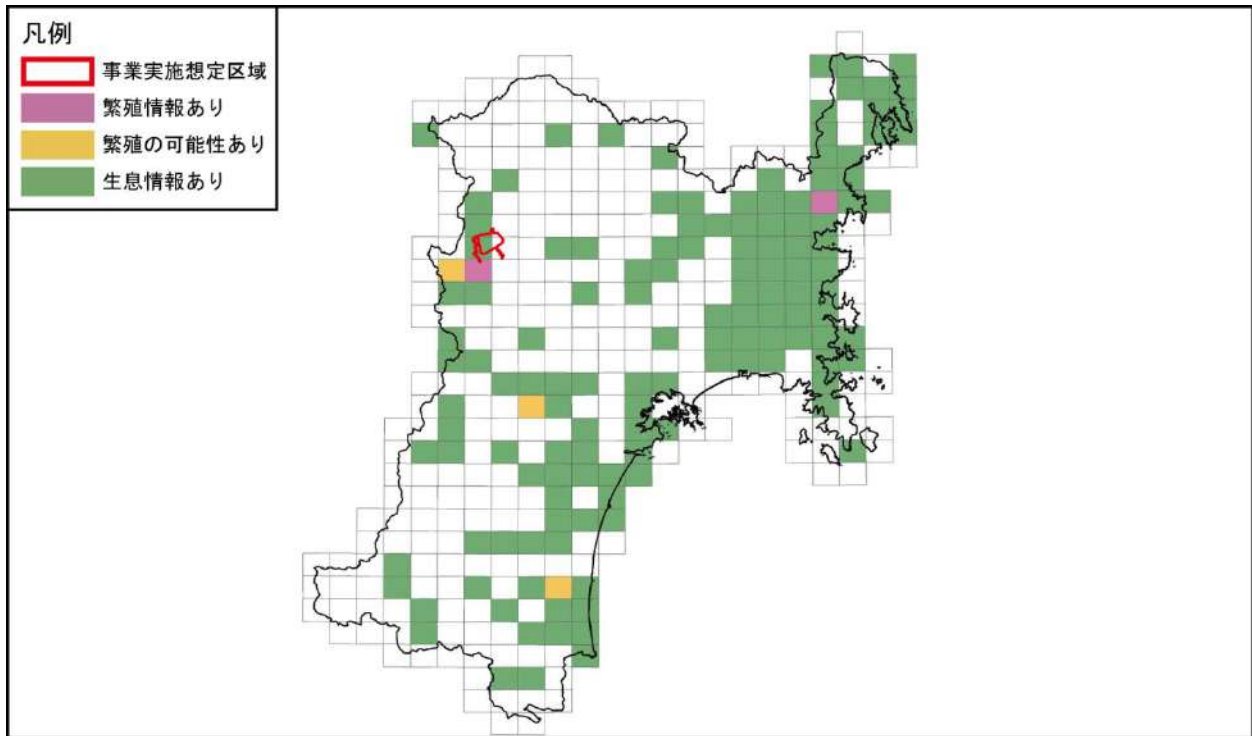 凡例
事業実施想定区域
繁殖情報あり
繁殖の可能性あり
生息情報あり